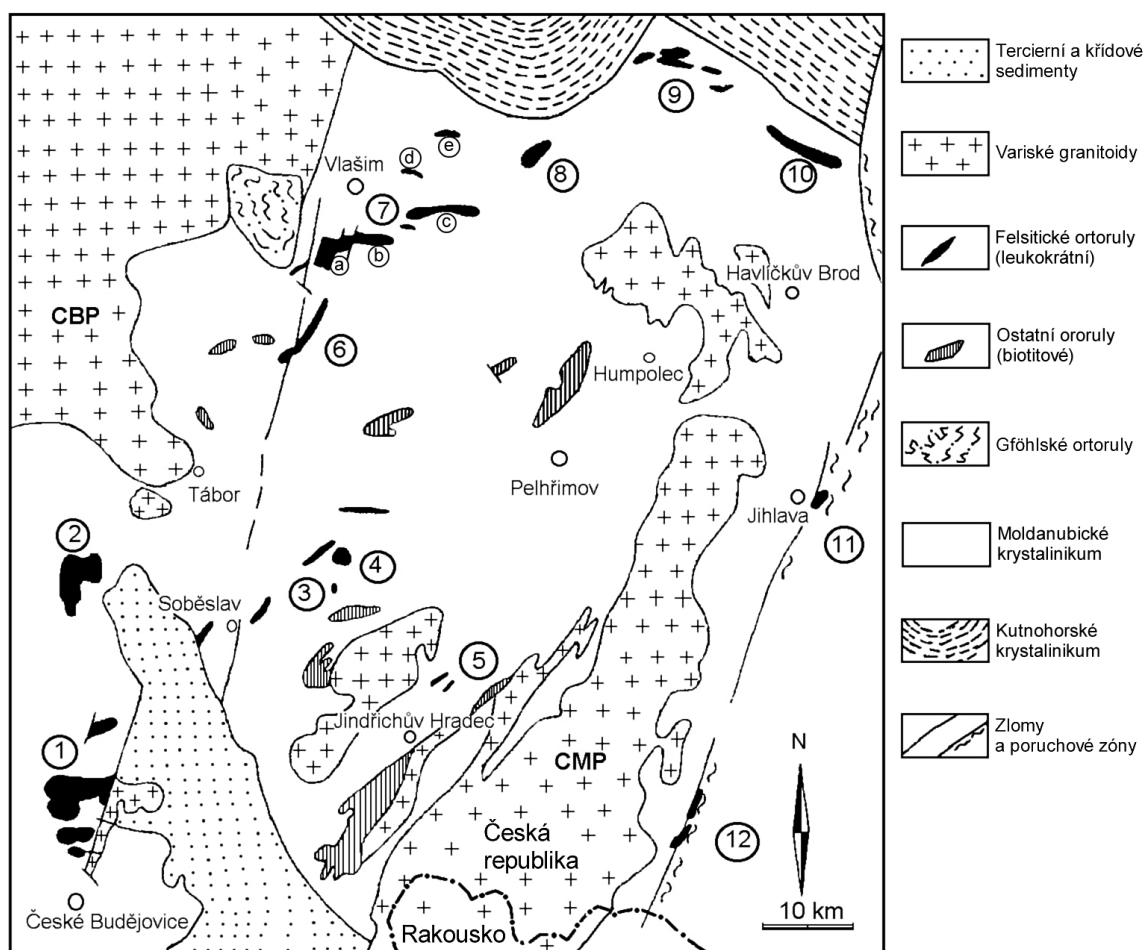 9
e
d
Vlašim
8
10
7
c
a
b
Havlíčkův Brod
CBP
6
Humpolec
Tábor
Pelhřimov
Jihlava
2
11
4
3
Soběslav
5
Jindřichův Hradec
1
CMP
N
Česká
republika
12
České Budějovice
Rakousko
10 km
Tercierní a křídové
sedimenty
Variské granitoidy
Felsitické ortoruly
(leukokrátní)
Ostatní ororuly
(biotitové)
Gföhlské ortoruly
Moldanubické
krystalinikum
Kutnohorské
krystalinikum
Zlomy
a poruchové zóny